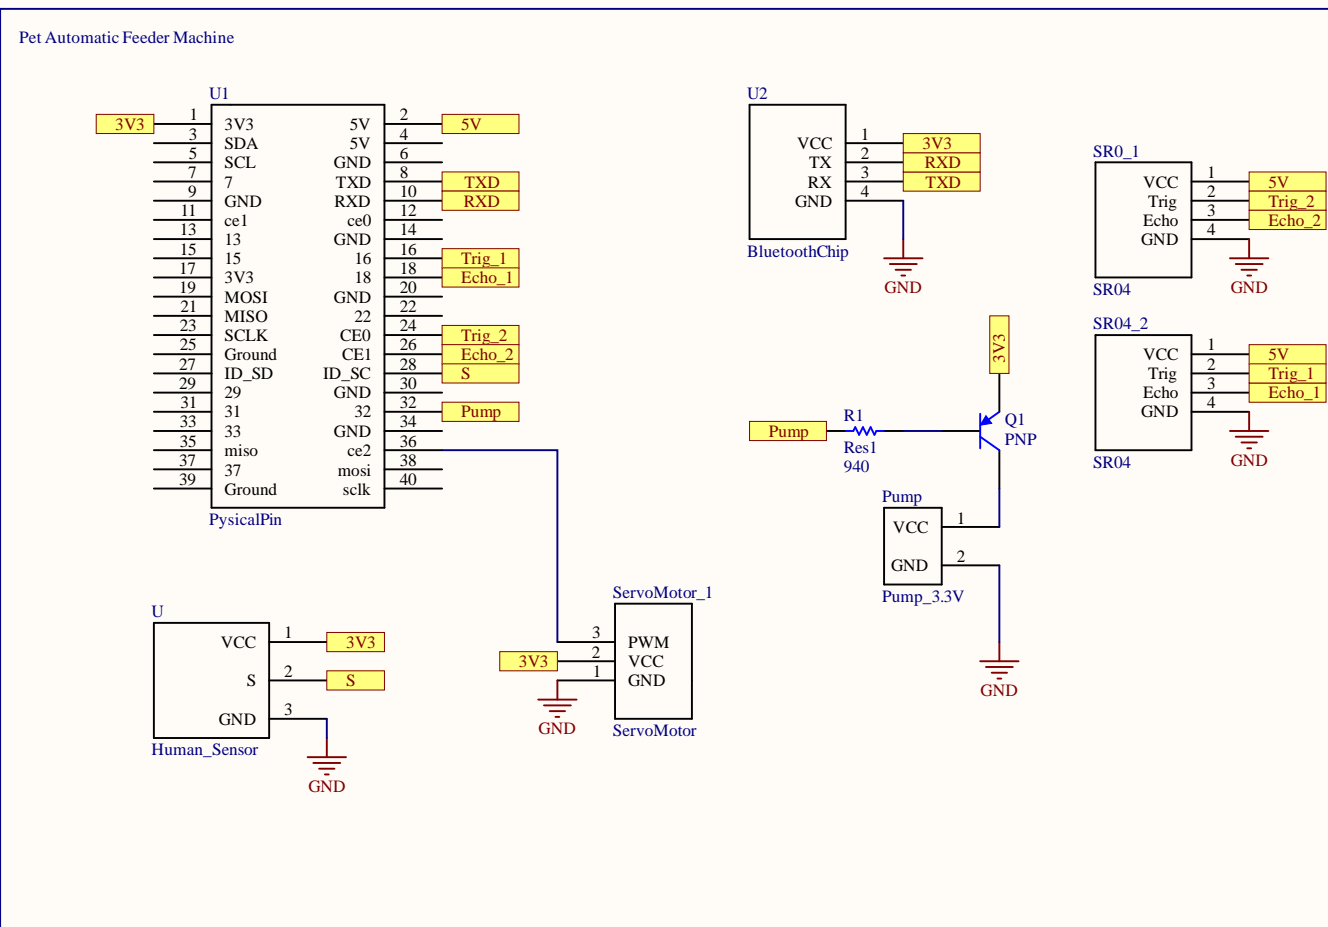 Pet Automatic Feeder Machine
U1
3V3 1 3V3 5V 2 5V
3 SDA 5V 4
5 SCL GND 6
7 7 TXD 8 TXD
9 GND RXD 10 RXD
11 ce1 ce0 12
13 13 GND 14
15 15 16 16 Trig_1
17 3V3 18 18 Echo_1
19 MOSI GND 20
21 MISO 22 22
23 SCLK CE0 24 Trig_2
25 Ground CE1 26 Echo_2
27 ID_SD ID_SC 28 S
29 29 GND 30
31 31 32 32 Pump
33 33 GND 34
35 miso ce2 36
37 37 mosi 38
39 Ground sclk 40
PysicalPin
U2
VCC 1 3V3
TX 2 RXD
RX 3 TXD
GND 4
BluetoothChip
GND
SR0_1
VCC 1 5V
Trig 2 Trig_2
Echo 3 Echo_2
GND 4
SR04
GND
SR04_2
VCC 1 5V
Trig 2 Trig_1
Echo 3 Echo_1
GND 4
SR04
GND
3V3
Pump
R1
Res1
940
Q1
PNP
Pump
VCC 1
GND 2
Pump_3.3V
GND
U
VCC 1 3V3
S 2 S
GND 3
Human_Sensor
GND
ServoMotor_1
3 PWM
3V3 2 VCC
1 GND
ServoMotor
GND